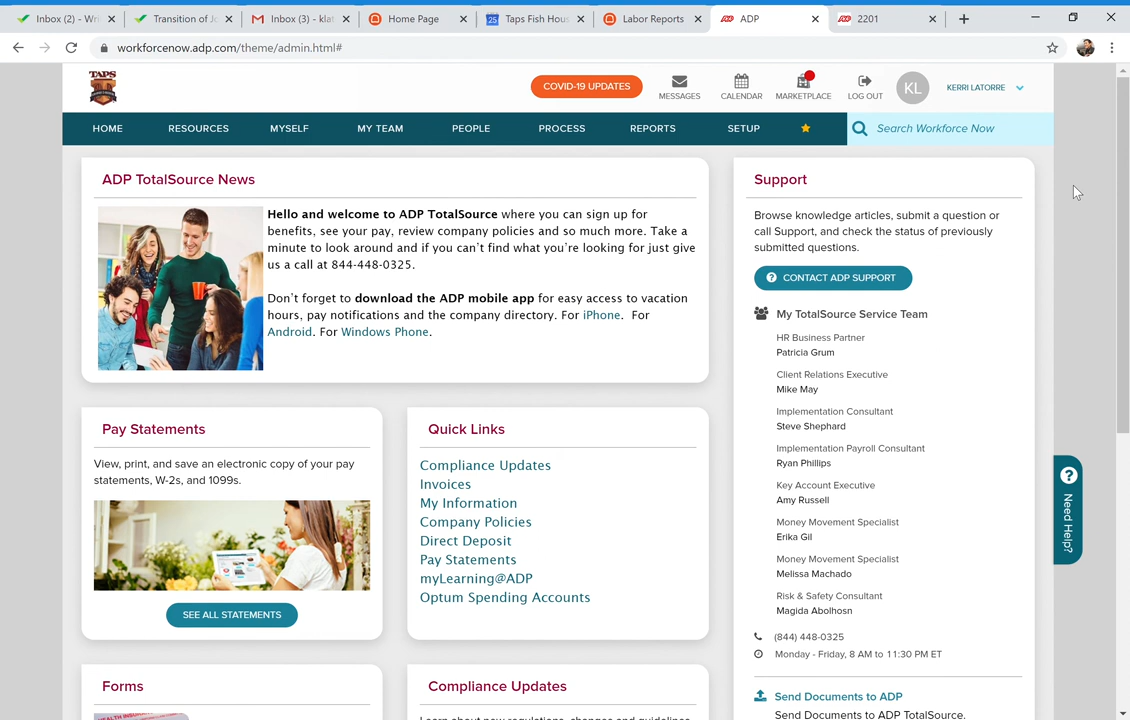 Inbox (2) - Wr
Transition of Jo
Inbox (3) - klat
Home Page
25
Taps Fish Hous
Labor Reports
ADP
2201
workforcenow.adp.com/theme/admin.html#
TAPS
COVID-19 UPDATES
MESSAGES
CALENDAR
MARKETPLACE
LOG OUT
KL
KERRI LATORRE
HOME
RESOURCES
MYSELF
MY TEAM
PEOPLE
PROCESS
REPORTS
SETUP
Search Workforce Now
ADP TotalSource News
Hello and welcome to ADP TotalSource where you can sign up for
benefits, see your pay, review company policies and so much more. Take a
minute to look around and if you can't find what you're looking for just give
us a call at 844-448-0325.
Don't forget to download the ADP mobile app for easy access to vacation
hours, pay notifications and the company directory. For iPhone. For
Android. For Windows Phone.
Pay Statements
View, print, and save an electronic copy of your pay
statements, W-2s, and 1099s.
SEE ALL STATEMENTS
Quick Links
Compliance Updates
Invoices
My Information
Company Policies
Direct Deposit
Pay Statements
myLearning@ADP
Optum Spending Accounts
Forms
Compliance Updates
Learn about new regulations, changes and guidelines
Support
Browse knowledge articles, submit a question or
call Support, and check the status of previously
submitted questions.
? CONTACT ADP SUPPORT
My TotalSource Service Team
HR Business Partner
Patricia Grum
Client Relations Executive
Mike May
Implementation Consultant
Steve Shephard
Implementation Payroll Consultant
Ryan Phillips
Key Account Executive
Amy Russell
Money Movement Specialist
Erika Gil
Money Movement Specialist
Melissa Machado
Risk & Safety Consultant
Magida Abolhosn
(844) 448-0325
Monday - Friday, 8 AM to 11:30 PM ET
Send Documents to ADP
Send Documents to ADP TotalSource.
? Need Help?